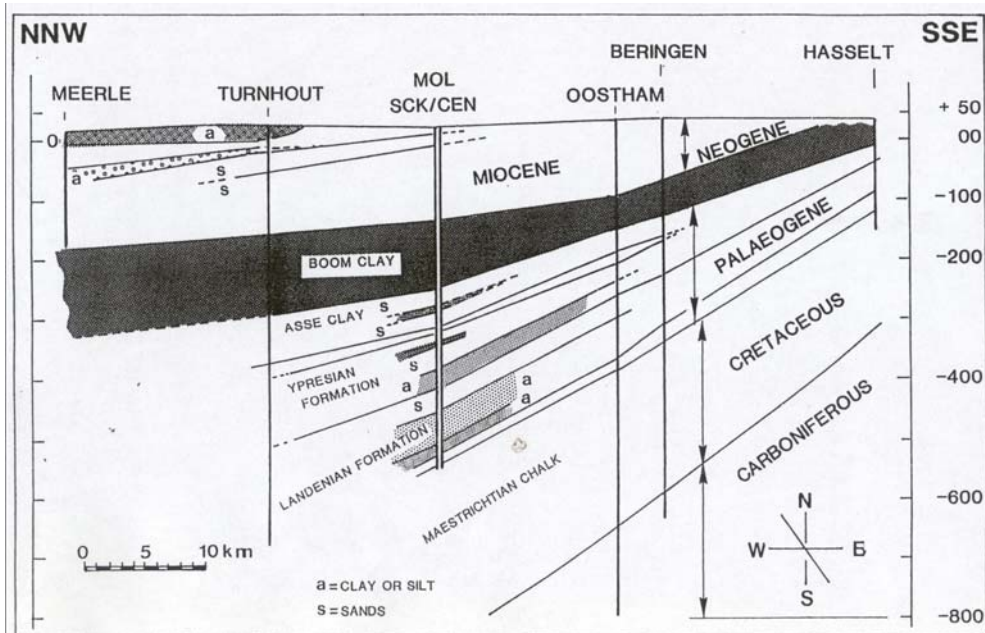 NNW
SSE
MEERLE
TURNHOUT
MOL
SCK/CEN
OOSTHAM
BERINGEN
HASSELT
0
+ 50
00
-100
-200
-400
-600
-800
a
a
s
s
MIOCENE
NEOGENE
BOOM CLAY
PALAEOGENE
ASSE CLAY
s
s
s
YPRESIAN
FORMATION
a
s
a
a
LANDENIAN FORMATION
MAESTRICHTIAN CHALK
CRETACEOUS
CARBONIFEROUS
0 5 10 km
a = CLAY OR SILT
s = SANDS
N
W E
S